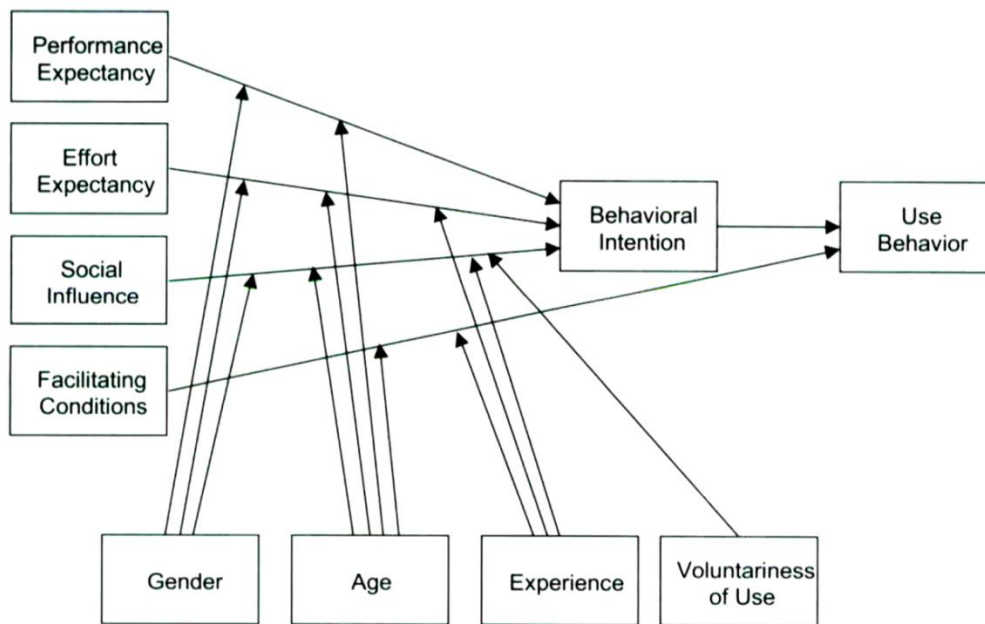 Performance
Expectancy
Effort
Expectancy
Social
Influence
Facilitating
Conditions
Behavioral
Intention
Use
Behavior
Gender
Age
Experience
Voluntariness
of Use